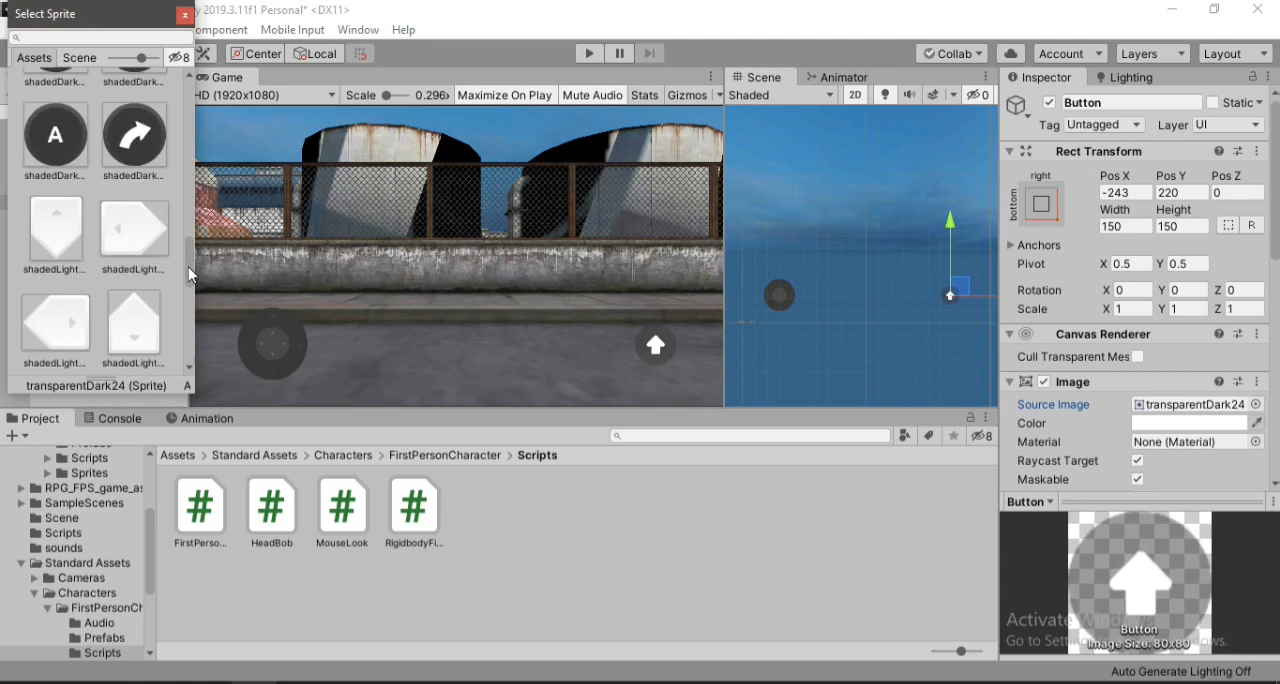 Select Sprite
x
y 2019.3.11f1 Personal* <DX11>
omponent Mobile Input Window Help
Assets Scene 8
Center Local
Collab Account Layers Layout
Game
Scene Animator
Inspector Lighting
HD (1920x1080) Scale 0.296x Maximize On Play Mute Audio Stats Gizmos
Shaded 2D 0
Button Static
Tag Untagged Layer UI
shadedDark... shadedDark...
A
shadedDark... shadedDark...
shadedLight... shadedLight...
shadedLight... shadedLight...
transparentDark24 (Sprite) A
Rect Transform
right
bottom
Pos X Pos Y Pos Z
-243 220 0
Width Height
150 150 R
Anchors
Pivot X 0.5 Y 0.5
Rotation X 0 Y 0 Z 0
Scale X 1 Y 1 Z 1
Canvas Renderer
Cull Transparent Mes
Image
Source Image transparentDark24
Color
Material None (Material)
Raycast Target
Maskable
Project Console Animation
8
Scripts
Sprites
RPG_FPS_game_as
SampleScenes
Scene
Scripts
sounds
Standard Assets
Cameras
Characters
FirstPersonCh
Audio
Prefabs
Scripts
Assets > Standard Assets > Characters > FirstPersonCharacter > Scripts
# # # #
FirstPerso... HeadBob MouseLook RigidbodyFi...
Button
Activate Windows
Go to Settings to activate Windows.
Button
Image Size: 80x80
Auto Generate Lighting Off